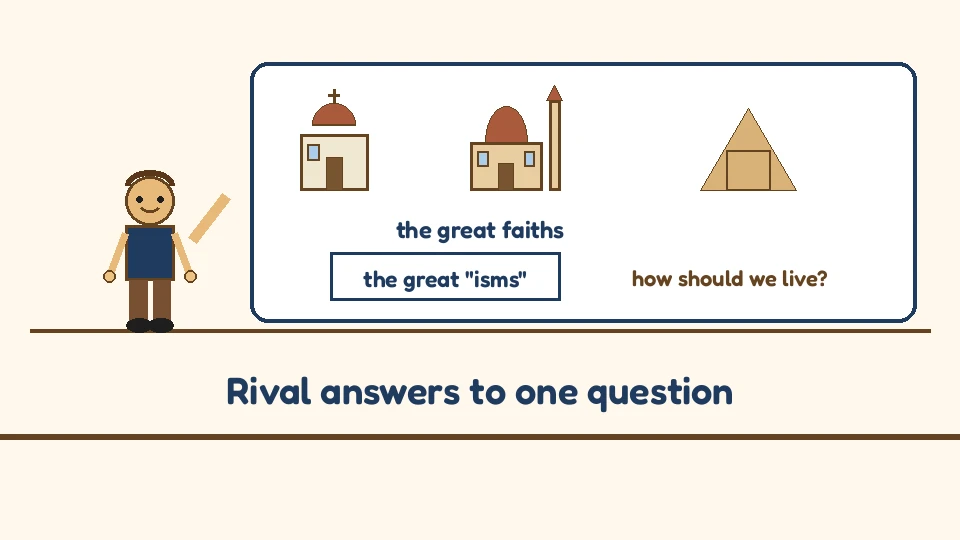 the great faiths
the great "isms"
how should we live?
Rival answers to one question